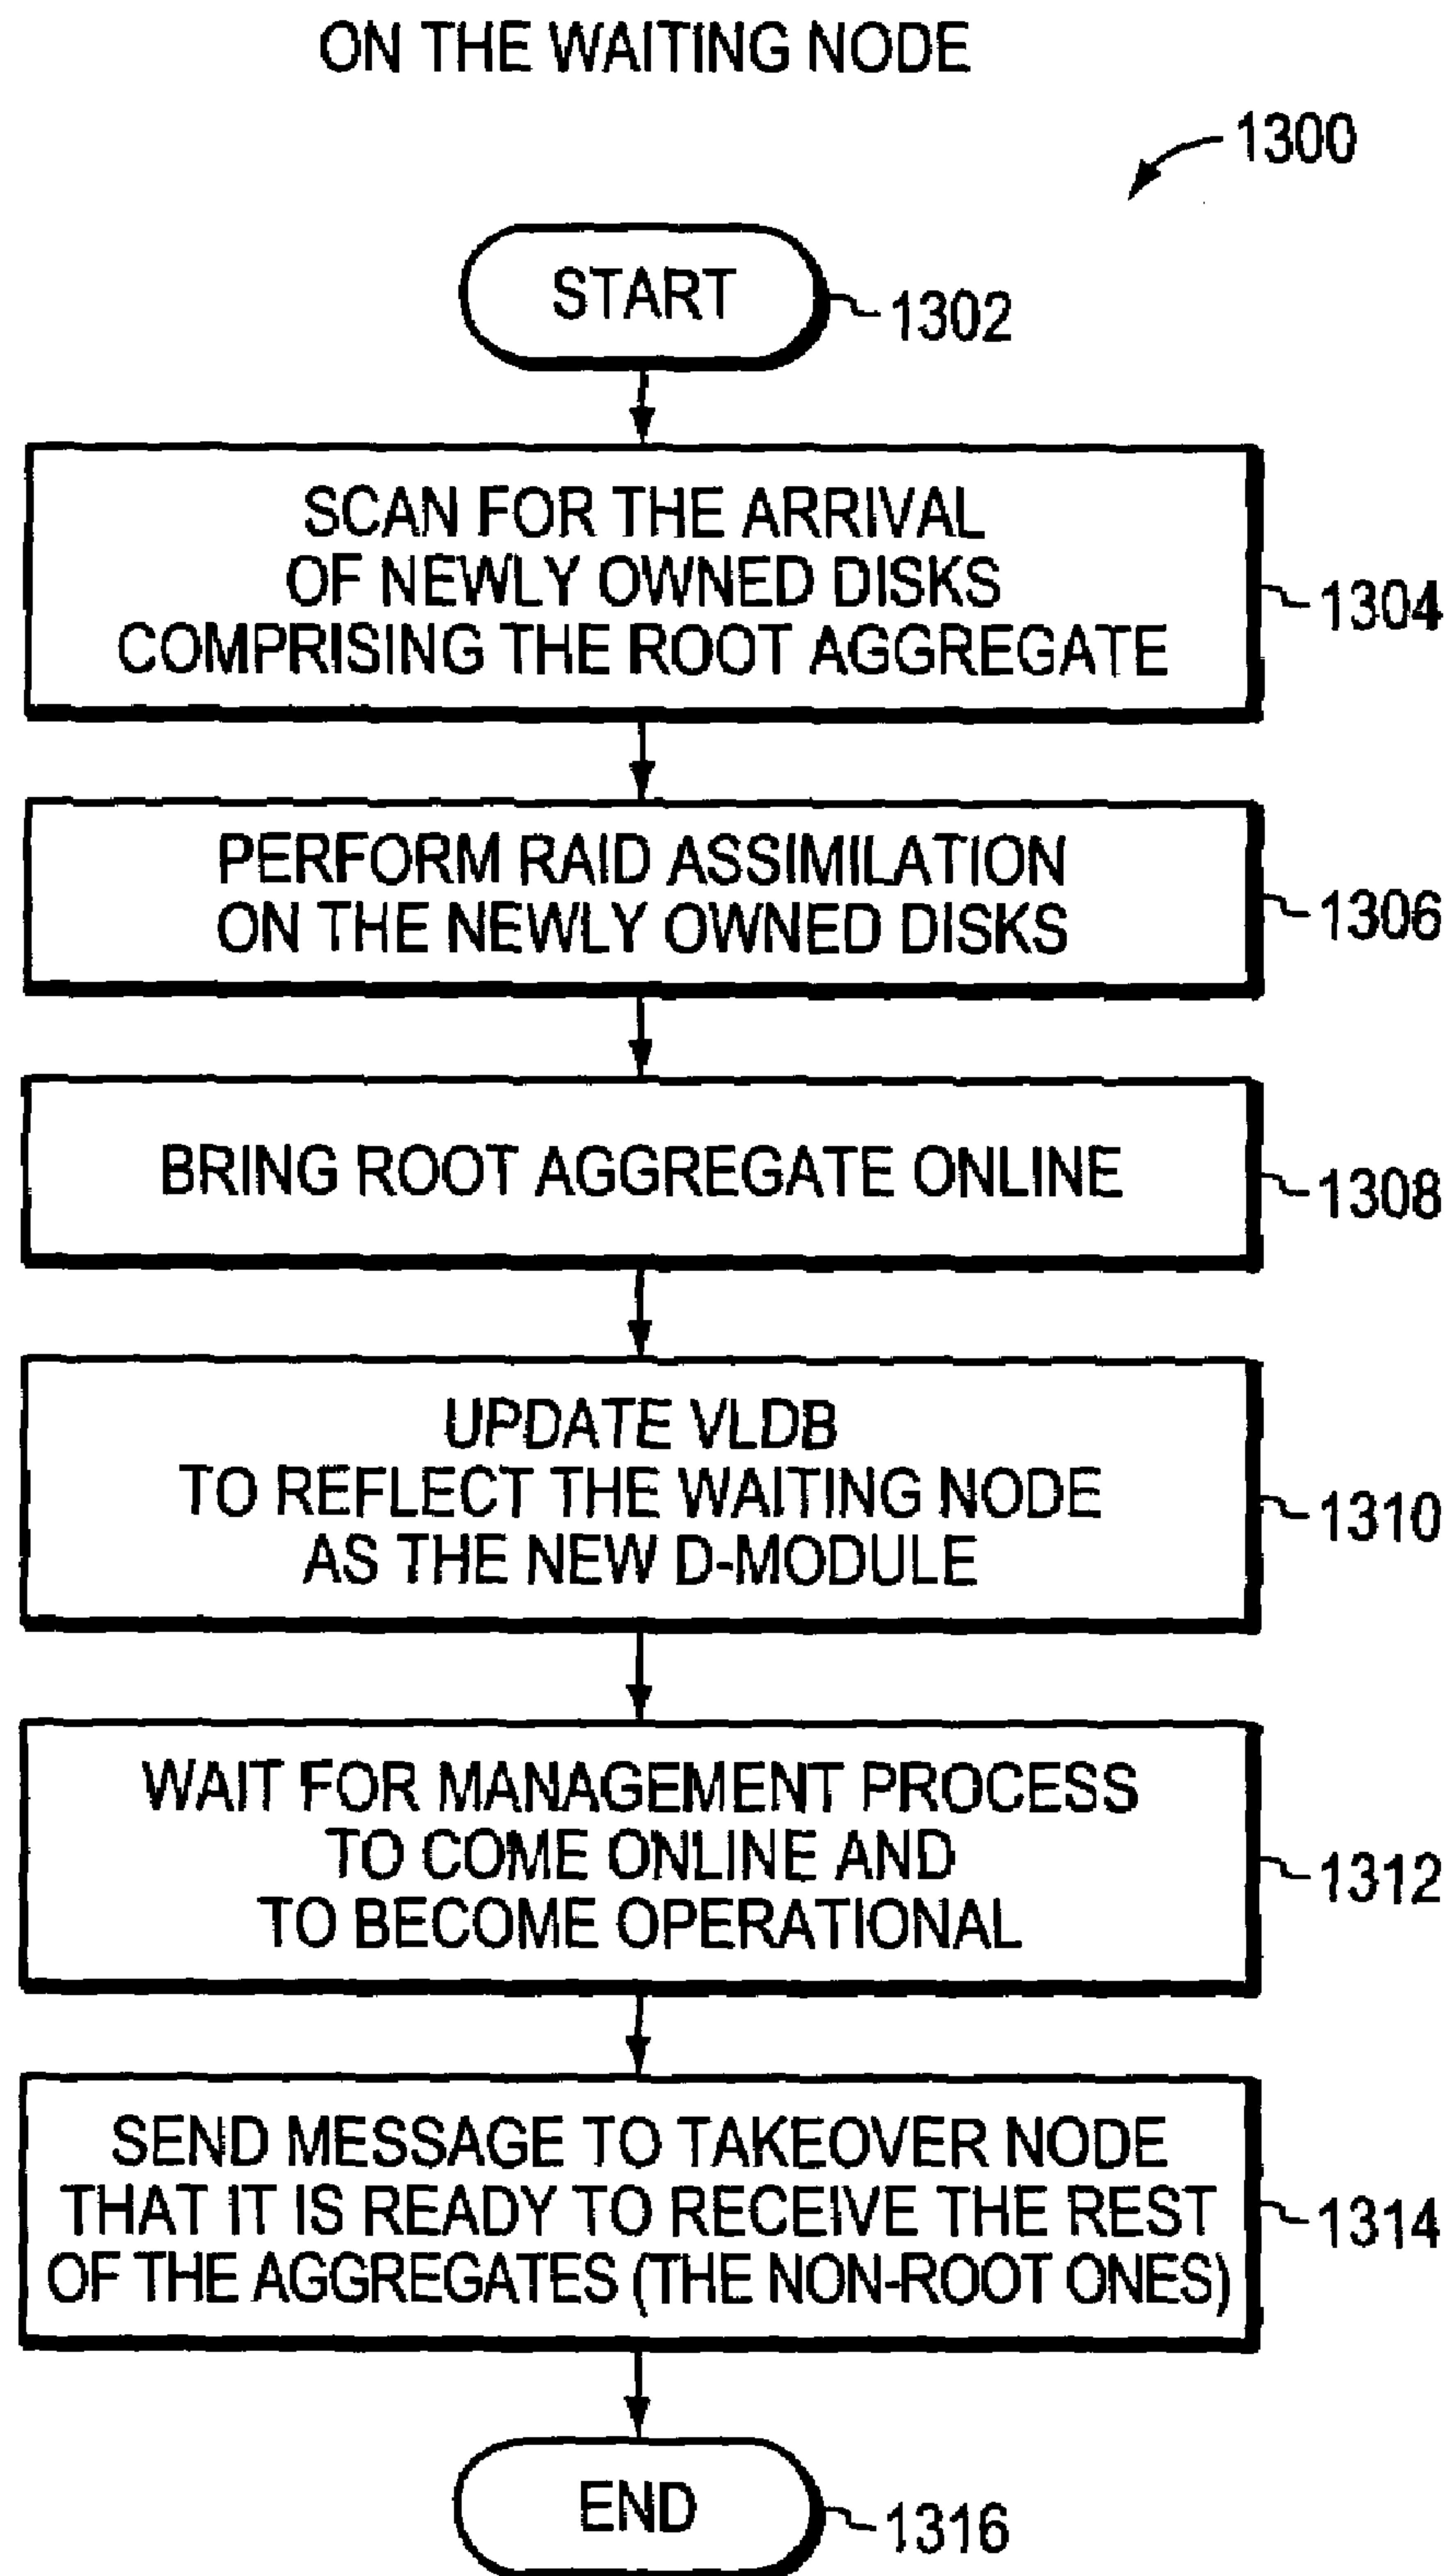 ON THE WAITING NODE
1300
START
1302
SCAN FOR THE ARRIVAL
OF NEWLY OWNED DISKS
COMPRISING THE ROOT AGGREGATE
1304
PERFORM RAID ASSIMILATION
ON THE NEWLY OWNED DISKS
1306
BRING ROOT AGGREGATE ONLINE
1308
UPDATE VLDB
TO REFLECT THE WAITING NODE
AS THE NEW D-MODULE
1310
WAIT FOR MANAGEMENT PROCESS
TO COME ONLINE AND
TO BECOME OPERATIONAL
1312
SEND MESSAGE TO TAKEOVER NODE
THAT IT IS READY TO RECEIVE THE REST
OF THE AGGREGATES (THE NON-ROOT ONES)
1314
END
1316